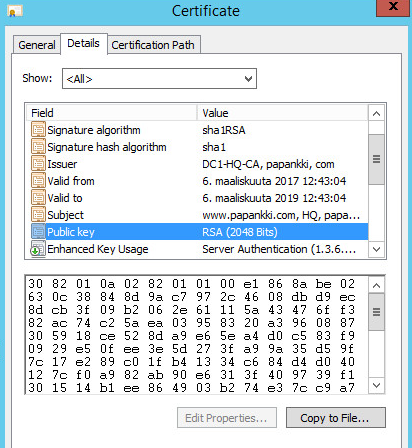 Certificate
x
General Details Certification Path
Show: <All>
Field Value
Signature algorithm sha1RSA
Signature hash algorithm sha1
Issuer DC1-HQ-CA, papankki, com
Valid from 6. maaliskuuta 2017 12:43:04
Valid to 6. maaliskuuta 2019 12:43:04
Subject www.papankki.com, HQ, papa...
Public key RSA (2048 Bits)
Enhanced Key Usage Server Authentication (1.3.6....
30 82 01 0a 02 82 01 01 00 e1 86 8a be 02
63 0c 38 84 8d 9a c7 97 2c 46 08 db d9 ec
8d cb 3f 09 b2 06 2e 61 11 5a 43 47 6f f3
82 ac 74 c2 5a ea 03 95 83 20 a3 96 08 87
30 59 18 ce 52 8d a9 e6 5e a4 d0 c5 83 f9
09 29 e5 0f ee 3e 5d 27 3f a9 9a 35 d5 9f
7c 17 e2 89 c0 1f b4 13 34 c6 84 d4 d0 40
12 7c f0 a9 82 ab 90 e6 31 3f 40 97 39 f1
30 15 14 b1 ee 86 49 03 b2 74 e3 7c c9 a7
Edit Properties... Copy to File...